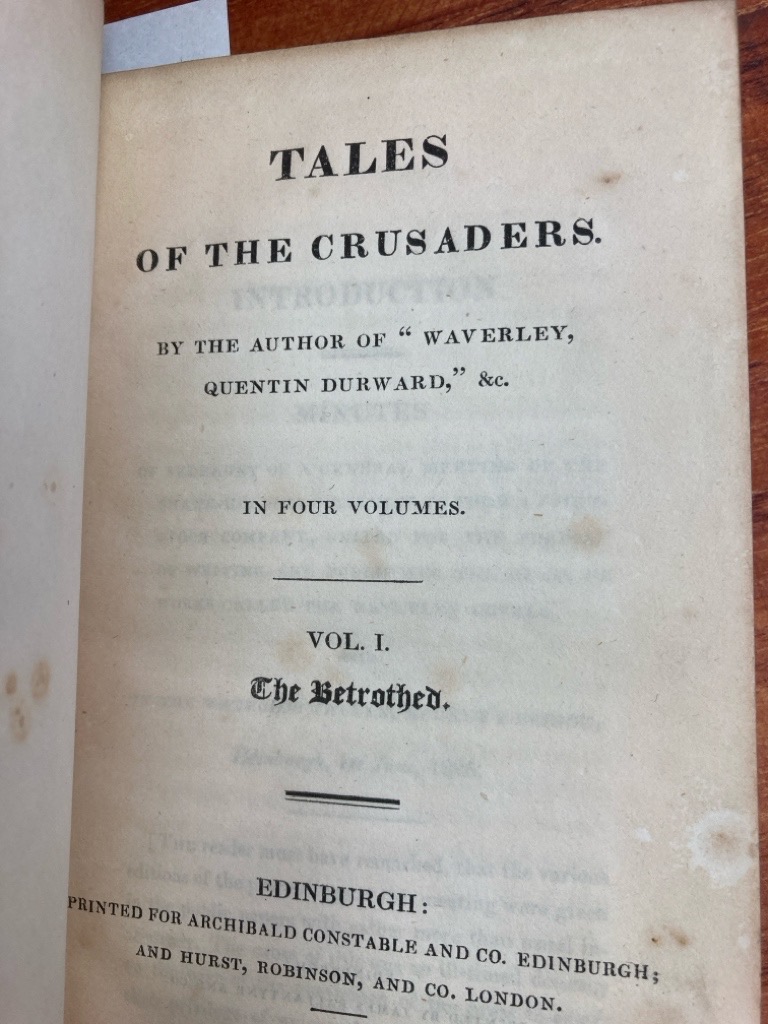 TALES
OF THE CRUSADERS.
BY THE AUTHOR OF “ WAVERLEY,
QUENTIN DURWARD,” &c.
IN FOUR VOLUMES.
VOL. I.
The Betrothed.
EDINBURGH:
PRINTED FOR ARCHIBALD CONSTABLE AND CO. EDINBURGH;
AND HURST, ROBINSON, AND CO. LONDON.